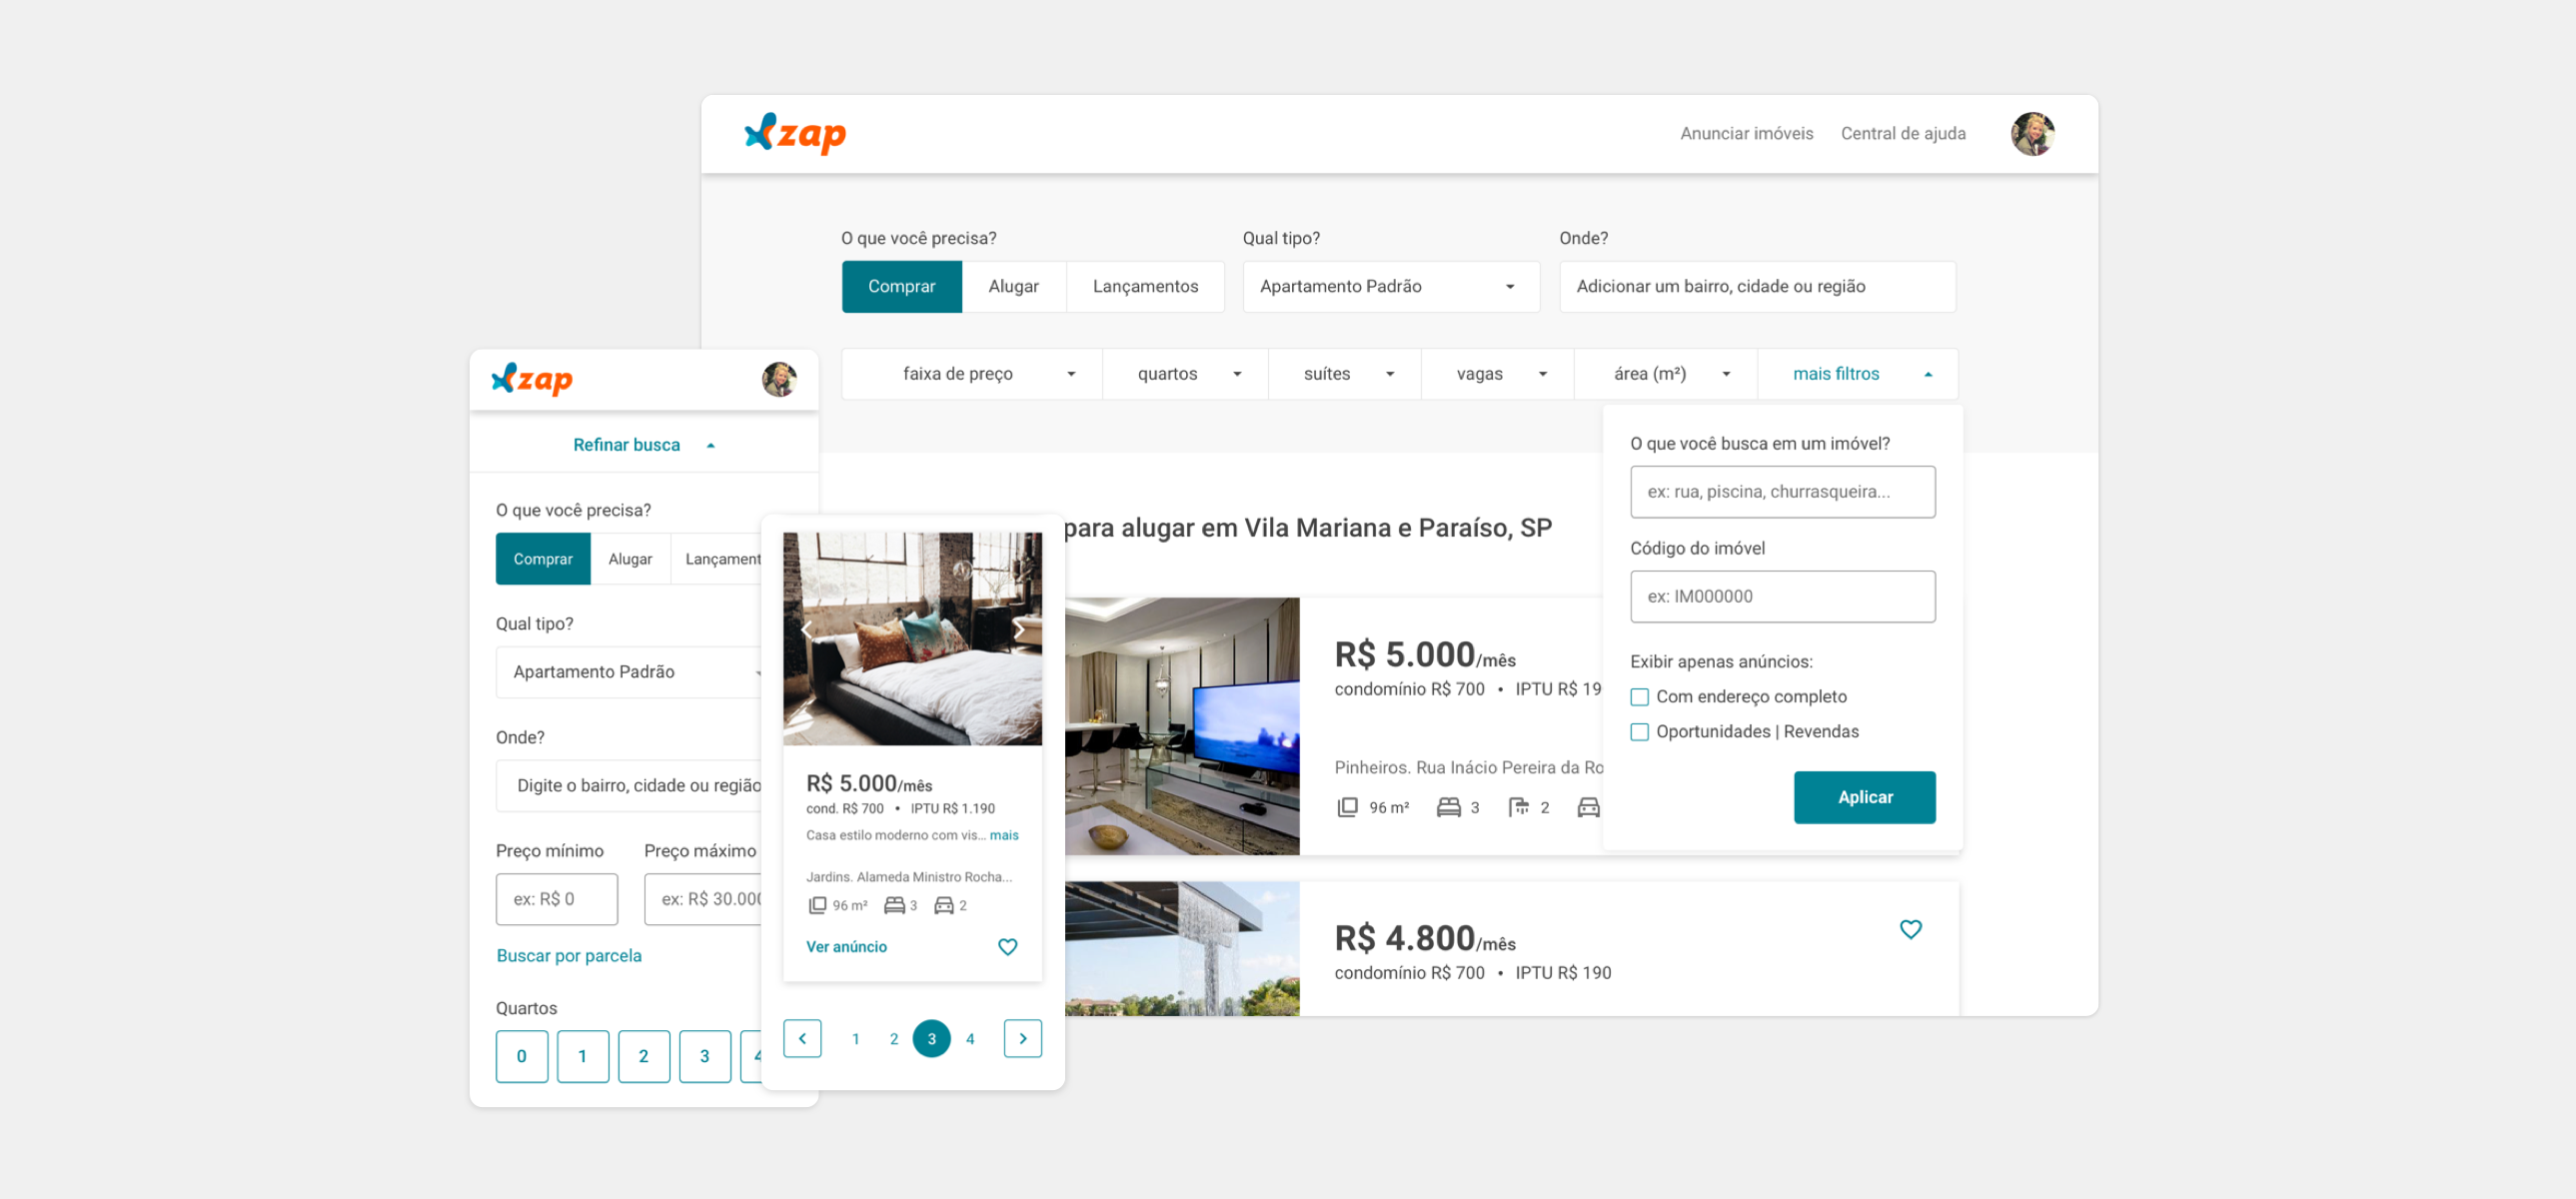 zap
Anunciar imóveis
Central de ajuda
O que você precisa?
Qual tipo?
Onde?
Comprar
Alugar
Lançamentos
Apartamento Padrão
Adicionar um bairro, cidade ou região
faixa de preço
quartos
suítes
vagas
área (m²)
mais filtros
O que você busca em um imóvel?
ex: rua, piscina, churrasqueira...
Código do imóvel
ex: IM000000
Exibir apenas anúncios:
Com endereço completo
Oportunidades | Revendas
Aplicar
para alugar em Vila Mariana e Paraíso, SP
R$ 5.000/mês
condomínio R$ 700 • IPTU R$ 19
Pinheiros. Rua Inácio Pereira da Ro
96 m² 3 2
R$ 4.800/mês
condomínio R$ 700 • IPTU R$ 190
zap
Refinar busca
O que você precisa?
Comprar
Alugar
Lançament
Qual tipo?
Apartamento Padrão
Onde?
Digite o bairro, cidade ou região
Preço mínimo
Preço máximo
ex: R$ 0
ex: R$ 30.000
Buscar por parcela
Quartos
0 1 2 3 4
R$ 5.000/mês
cond. R$ 700 • IPTU R$ 1.190
Casa estilo moderno com vis... mais
Jardins. Alameda Ministro Rocha...
96 m² 3 2
Ver anúncio
1 2 3 4